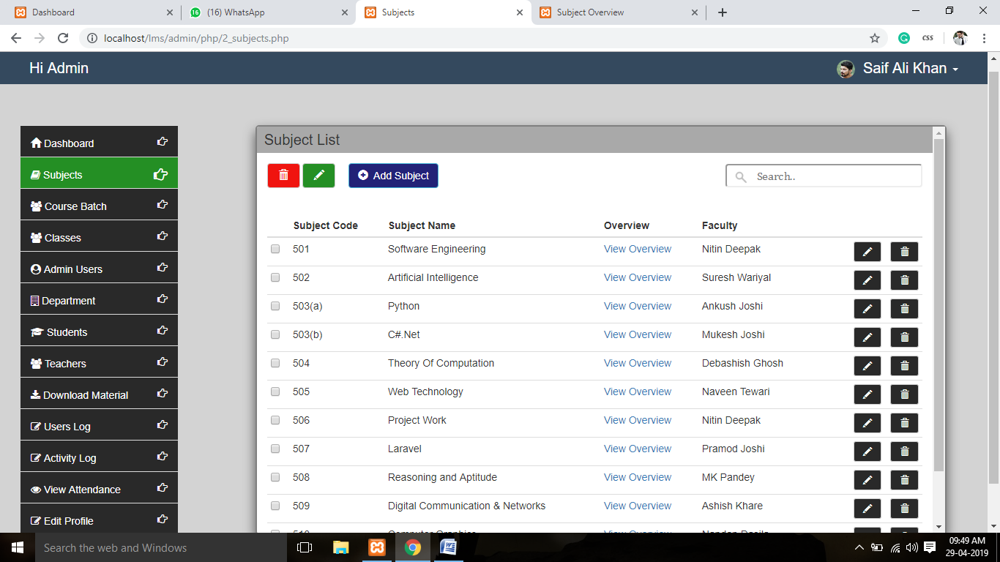 Dashboard
16
(16) WhatsApp
Subjects
Subject Overview
localhost/lms/admin/php/2_subjects.php
css
Hi Admin
Saif Ali Khan
Dashboard
Subjects
Course Batch
Classes
Admin Users
Department
Students
Teachers
Download Material
Users Log
Activity Log
View Attendance
Edit Profile
Subject List
Add Subject
Search..
Subject Code Subject Name Overview Faculty
501 Software Engineering View Overview Nitin Deepak
502 Artificial Intelligence View Overview Suresh Wariyal
503(a) Python View Overview Ankush Joshi
503(b) C#.Net View Overview Mukesh Joshi
504 Theory Of Computation View Overview Debashish Ghosh
505 Web Technology View Overview Naveen Tewari
506 Project Work View Overview Nitin Deepak
507 Laravel View Overview Pramod Joshi
508 Reasoning and Aptitude View Overview MK Pandey
509 Digital Communication & Networks View Overview Ashish Khare
510 Computer Graphics View Overview
Search the web and Windows
09:49 AM
29-04-2019